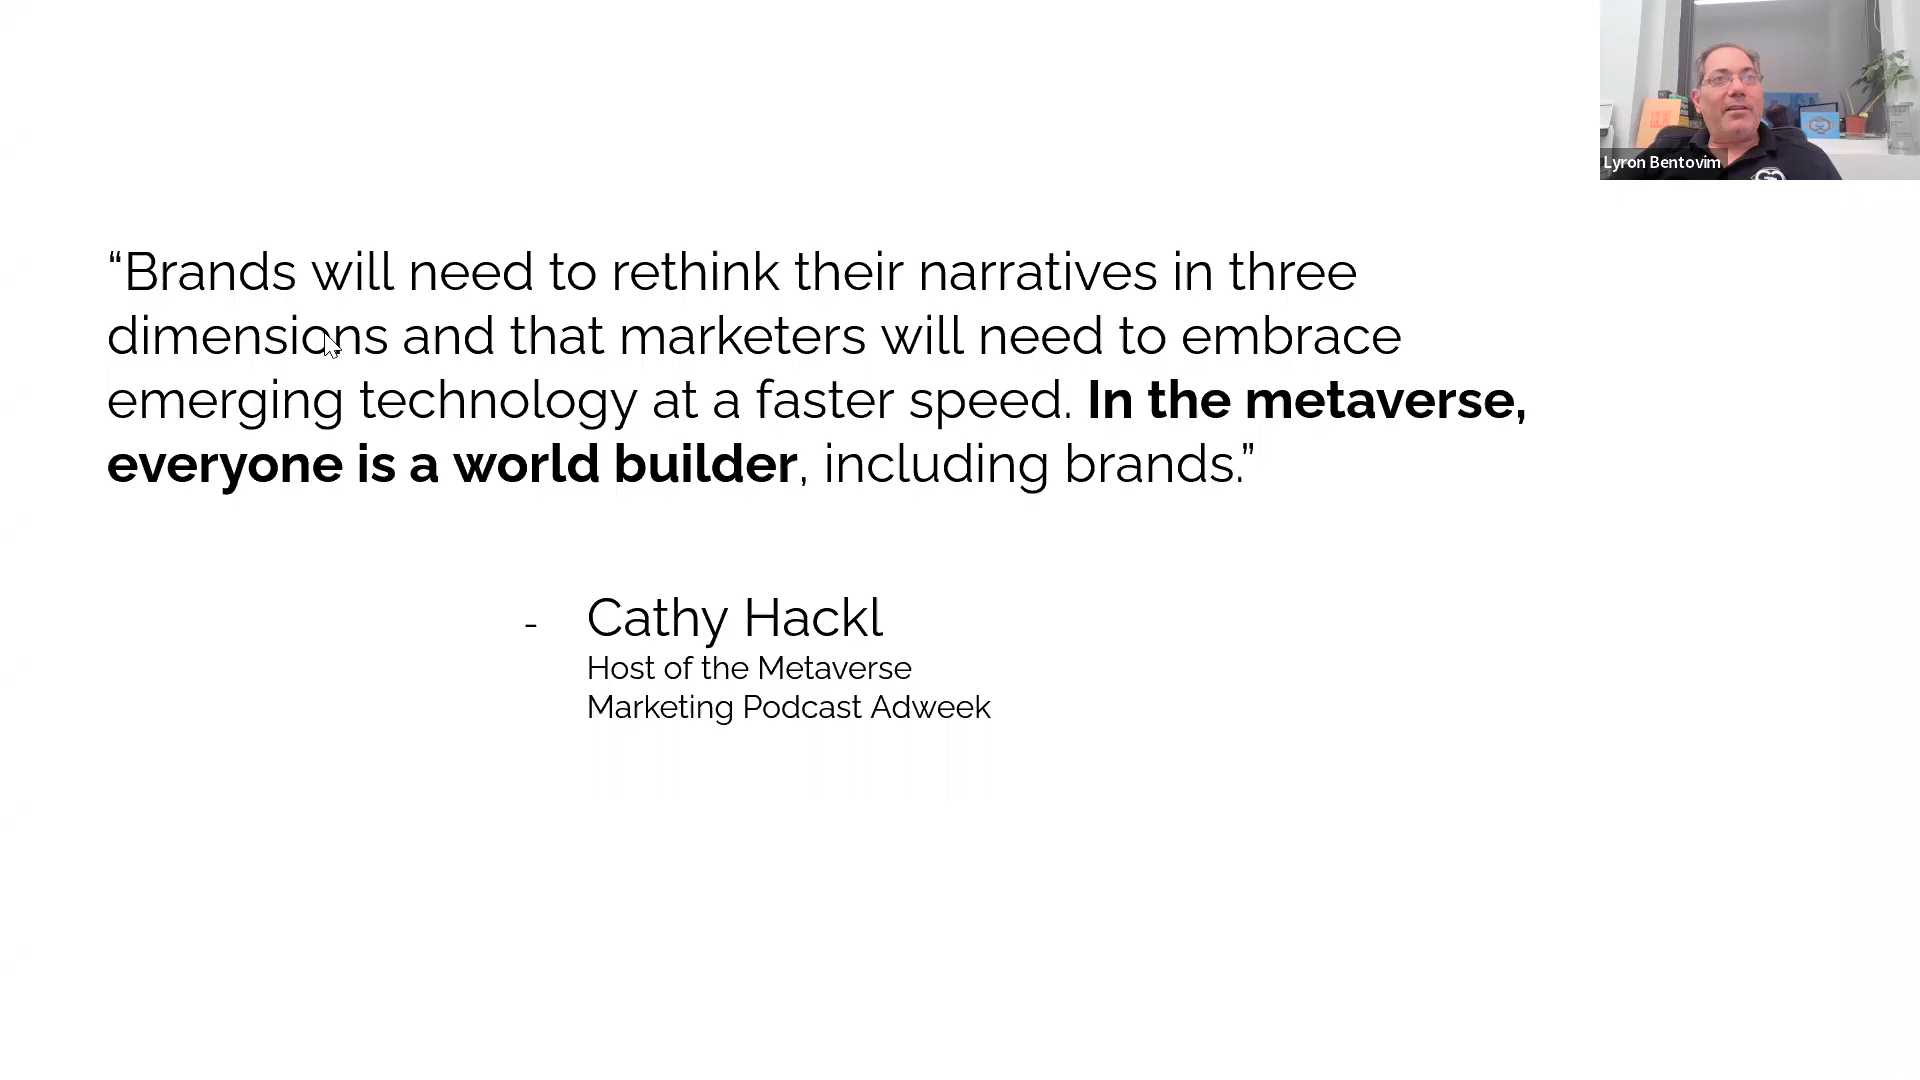 Lyron Bentovim
“Brands will need to rethink their narratives in three
dimensions and that marketers will need to embrace
emerging technology at a faster speed. In the metaverse,
everyone is a world builder, including brands.”
- Cathy Hackl
Host of the Metaverse
Marketing Podcast Adweek